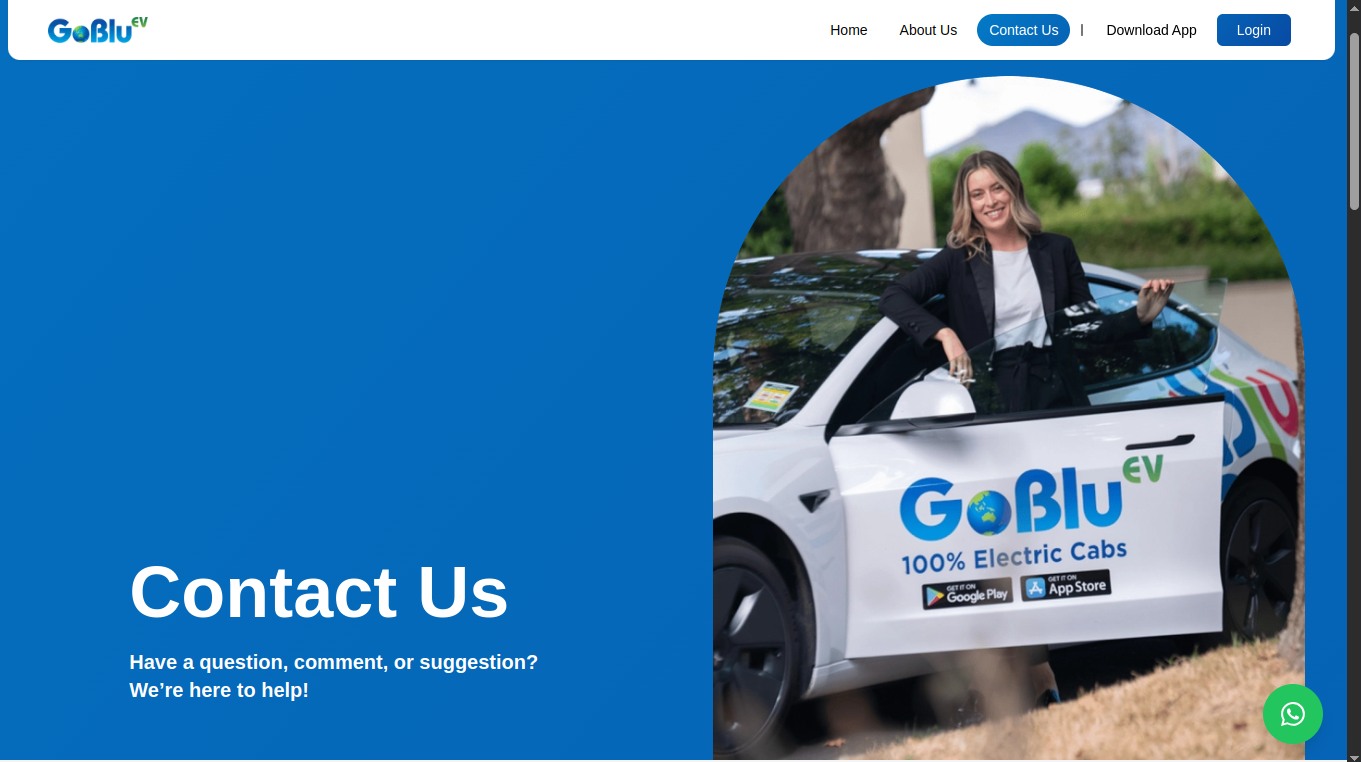 GoBlu EV
Home About Us Contact Us | Download App Login
GoBlu EV
100% Electric Cabs
GET IT ON Google Play GET IT ON App Store
Contact Us
Have a question, comment, or suggestion?
We’re here to help!